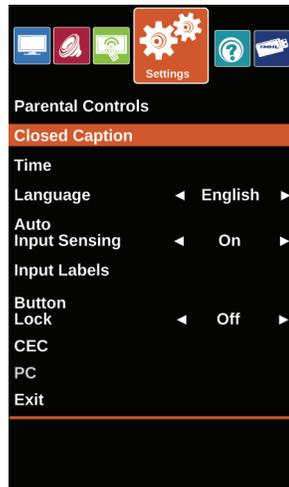 Settings
MHL
Parental Controls
Closed Caption
Time
Language ◄ English ►
Auto
Input Sensing ◄ On ►
Input Labels
Button
Lock ◄ Off ►
CEC
PC
Exit